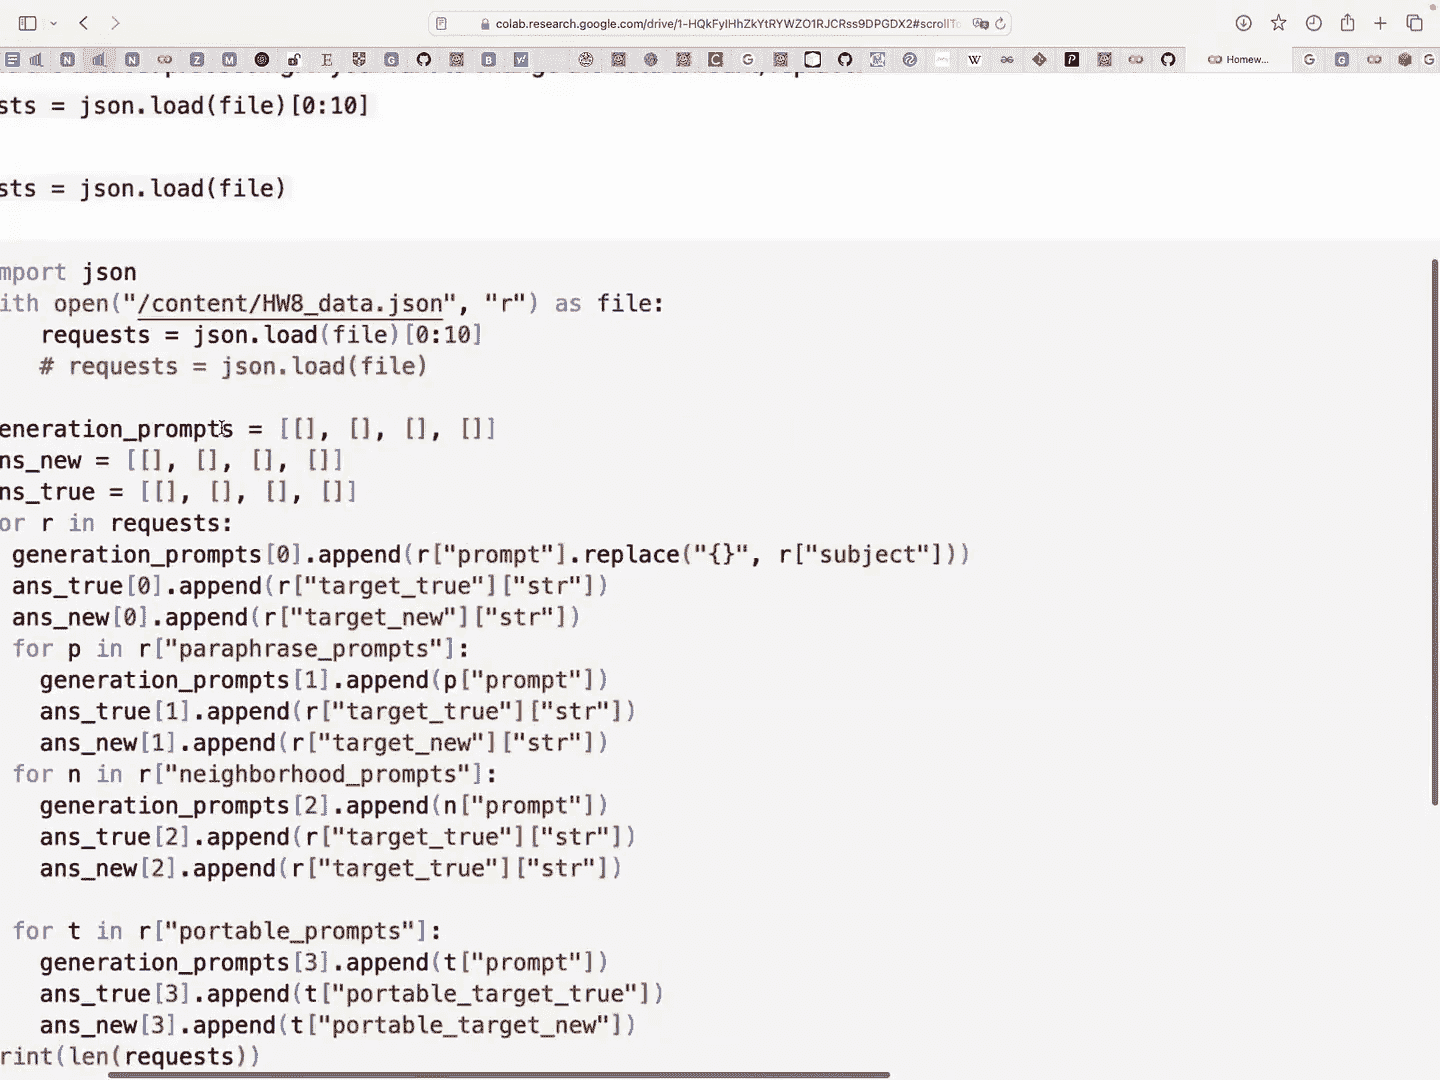 colab.research.google.com/drive/1-HQkFyIHhZkYtRYWZO1RJCRss9DPGDX2#scrollTo
Homew...
sts = json.load(file)[0:10]
sts = json.load(file)
mport json
ith open("/content/HW8_data.json", "r") as file:
requests = json.load(file)[0:10]
# requests = json.load(file)
eneration_prompts = [[], [], [], []]
ns_new = [[], [], [], []]
ns_true = [[], [], [], []]
or r in requests:
generation_prompts[0].append(r["prompt"].replace("{}", r["subject"]))
ans_true[0].append(r["target_true"]["str"])
ans_new[0].append(r["target_new"]["str"])
for p in r["paraphrase_prompts"]:
generation_prompts[1].append(p["prompt"])
ans_true[1].append(r["target_true"]["str"])
ans_new[1].append(r["target_new"]["str"])
for n in r["neighborhood_prompts"]:
generation_prompts[2].append(n["prompt"])
ans_true[2].append(r["target_true"]["str"])
ans_new[2].append(r["target_true"]["str"])
for t in r["portable_prompts"]:
generation_prompts[3].append(t["prompt"])
ans_true[3].append(t["portable_target_true"])
ans_new[3].append(t["portable_target_new"])
rint(len(requests))